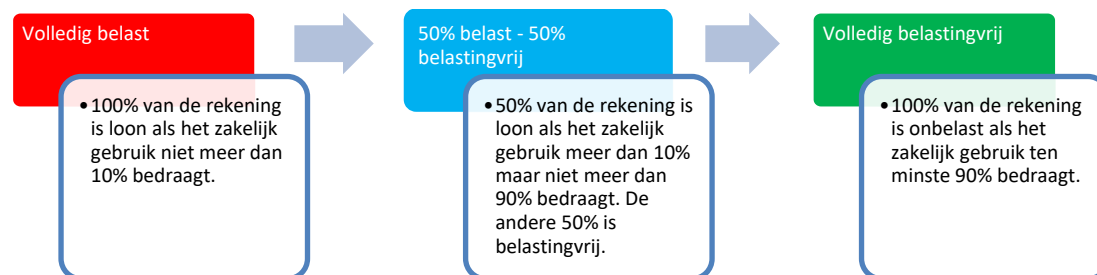 Volledig belast
•100% van de rekening
is loon als het zakelijk
gebruik niet meer dan
10% bedraagt.
50% belast - 50%
belastingvrij
•50% van de rekening is
loon als het zakelijk
gebruik meer dan 10%
maar niet meer dan
90% bedraagt. De
andere 50% is
belastingvrij.
Volledig belastingvrij
•100% van de rekening
is onbelast als het
zakelijk gebruik ten
minste 90% bedraagt.